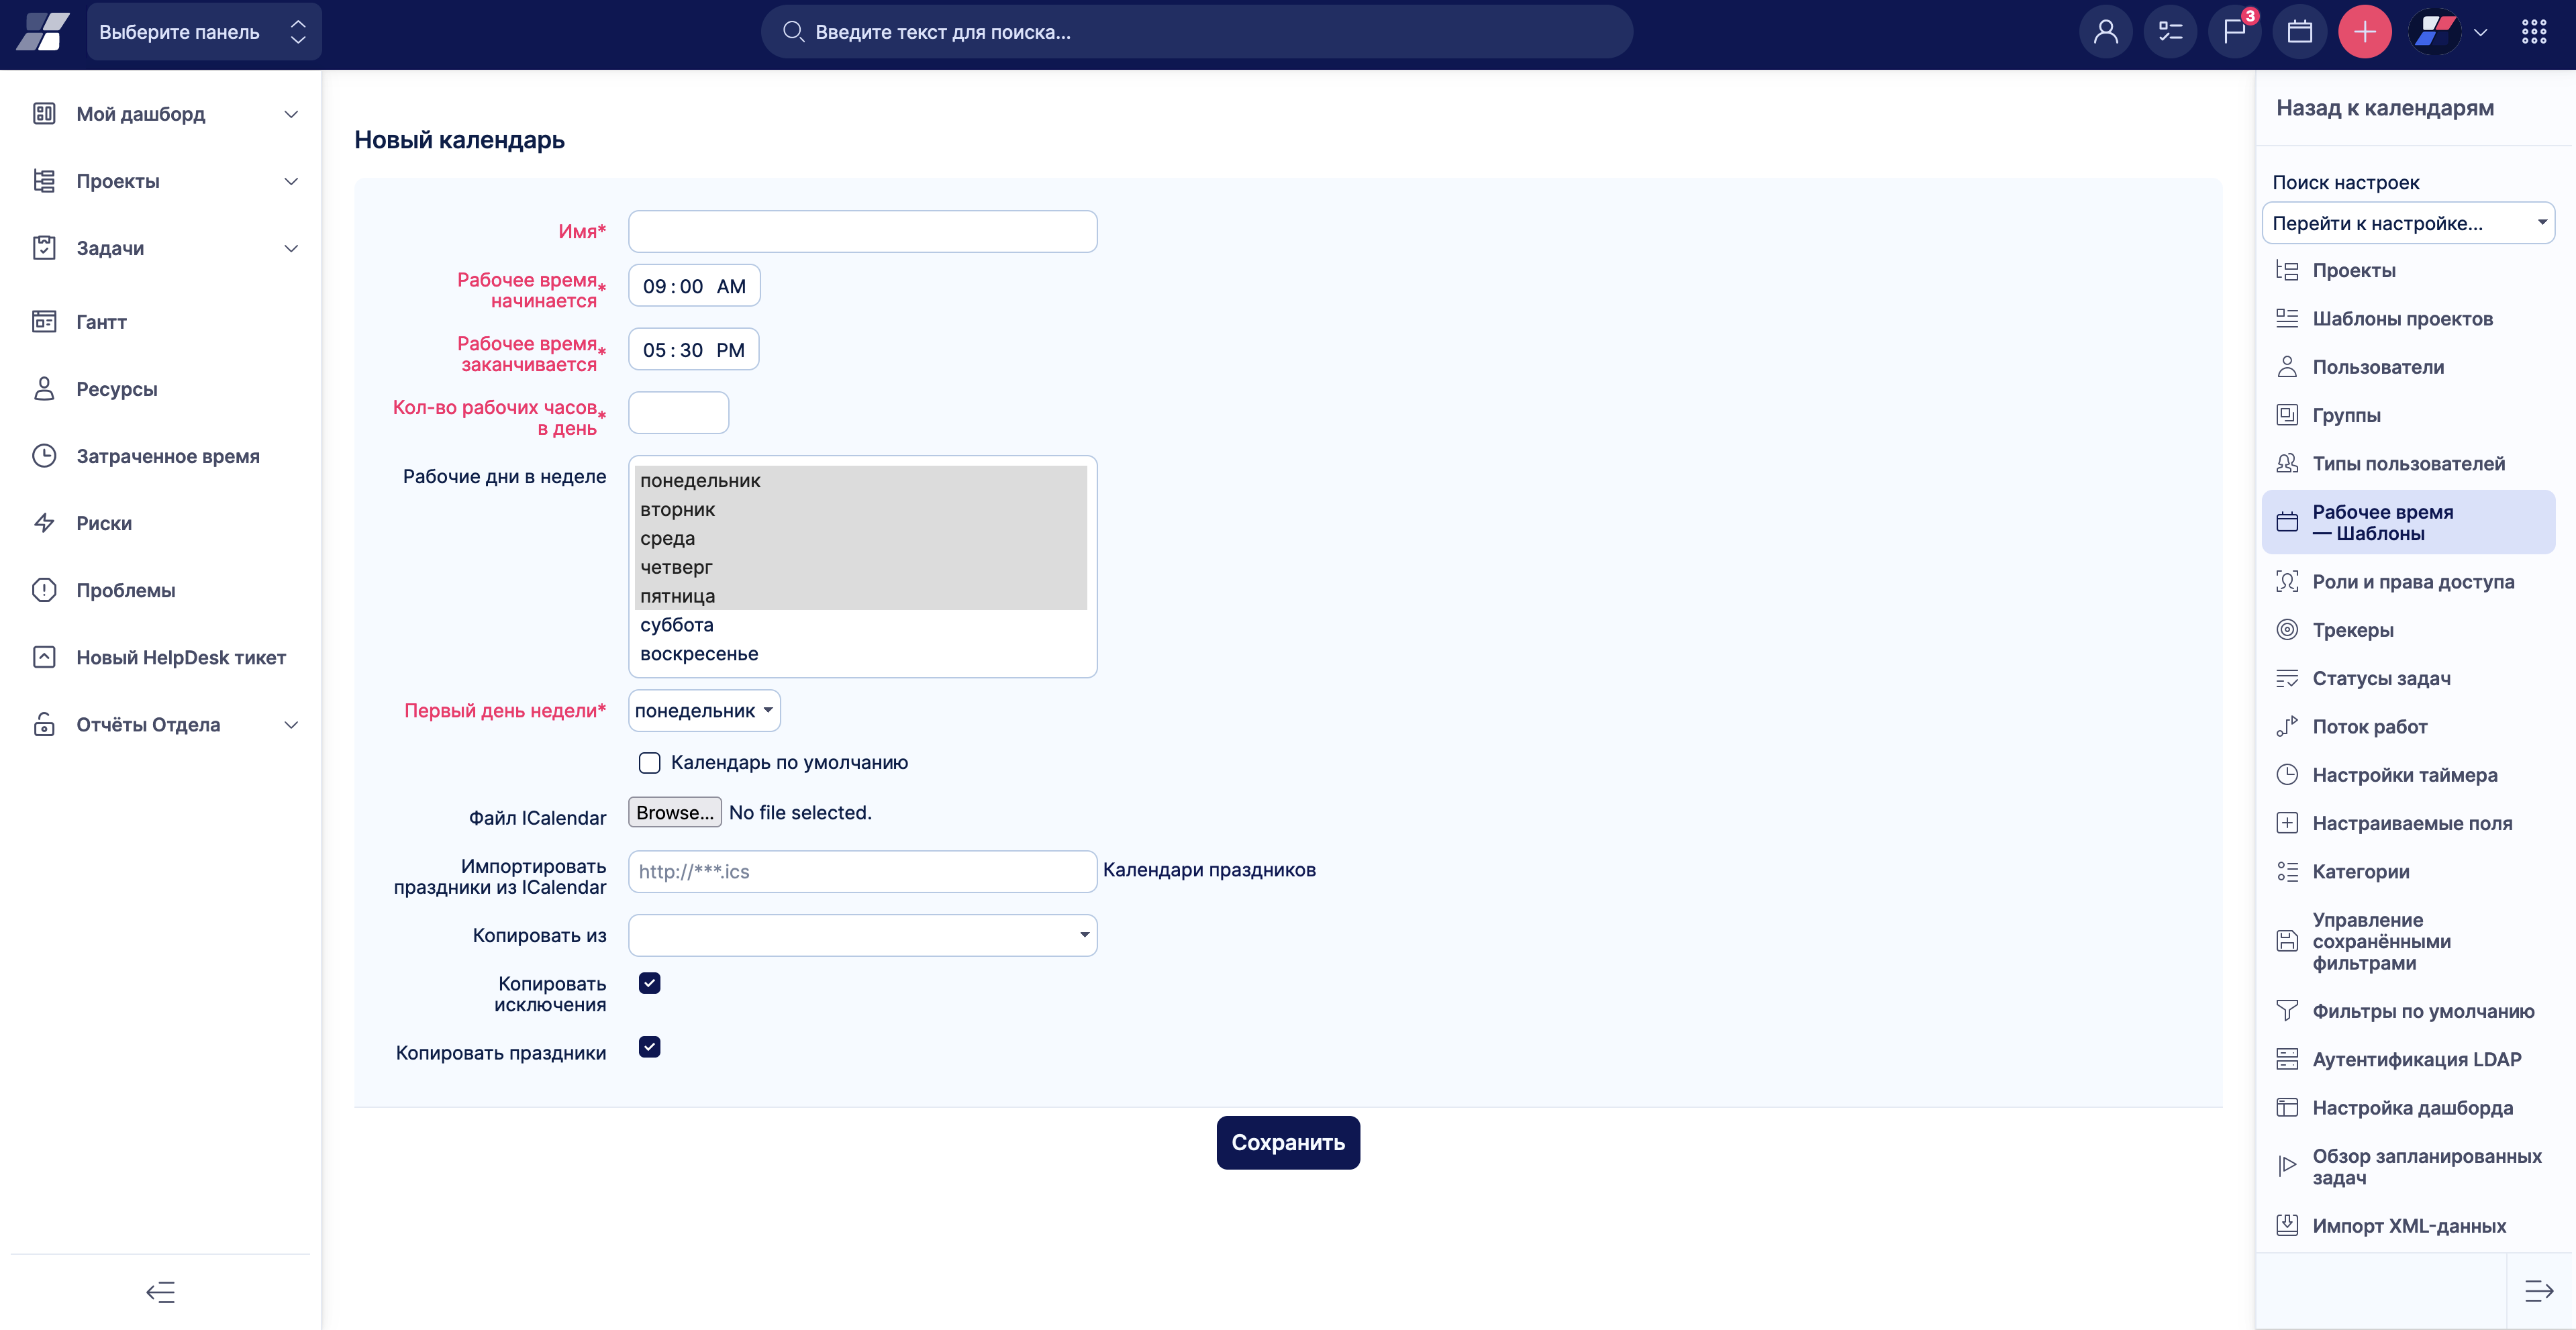 Выберите панель
Введите текст для поиска...
3
Мой дашборд
Проекты
Задачи
Гантт
Ресурсы
Затраченное время
Риски
Проблемы
Новый HelpDesk тикет
Отчёты Отдела
Новый календарь
Имя*
Рабочее время
начинается*
09:00 AM
Рабочее время
заканчивается*
05:30 PM
Кол-во рабочих часов
в день*
Рабочие дни в неделе
понедельник
вторник
среда
четверг
пятница
суббота
воскресенье
Первый день недели*
понедельник
Календарь по умолчанию
Файл ICalendar
Browse... No file selected.
Импортировать
праздники из ICalendar
http://***.ics
Календари праздников
Копировать из
Копировать
исключения
Копировать праздники
Сохранить
Назад к календарям
Поиск настроек
Перейти к настройке...
Проекты
Шаблоны проектов
Пользователи
Группы
Типы пользователей
Рабочее время
— Шаблоны
Роли и права доступа
Трекеры
Статусы задач
Поток работ
Настройки таймера
Настраиваемые поля
Категории
Управление
сохранёнными
фильтрами
Фильтры по умолчанию
Аутентификация LDAP
Настройка дашборда
Обзор запланированных
задач
Импорт XML-данных